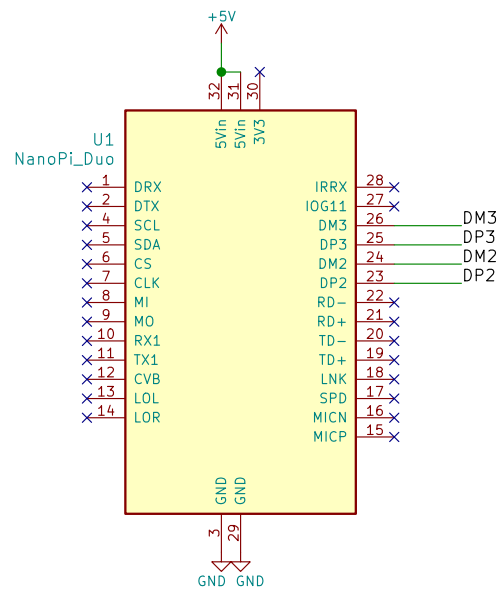 +5V
32 31 30
5Vin 5Vin 3V3
U1
NanoPi_Duo
1 DRX IRRX 28
2 DTX IOG11 27
4 SCL DM3 26 DM3
5 SDA DP3 25 DP3
6 CS DM2 24 DM2
7 CLK DP2 23 DP2
8 MI RD- 22
9 MO RD+ 21
10 RX1 TD- 20
11 TX1 TD+ 19
12 CVB LNK 18
13 LOL SPD 17
14 LOR MICN 16
MICP 15
GND GND
3 29
GND GND